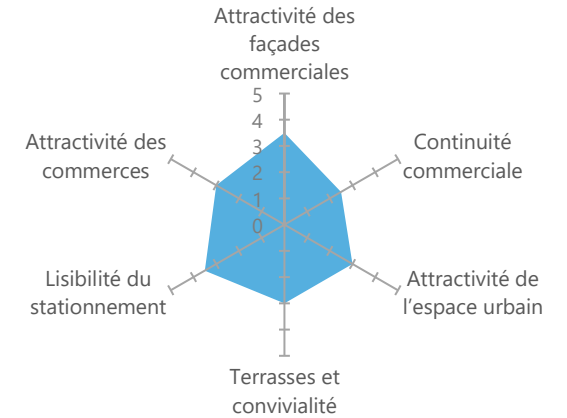 Attractivité des
façades
commerciales
5
4
3
2
1
0
Continuité
commerciale
Attractivité de
l'espace urbain
Terrasses et
convivialité
Lisibilité du
stationnement
Attractivité des
commerces